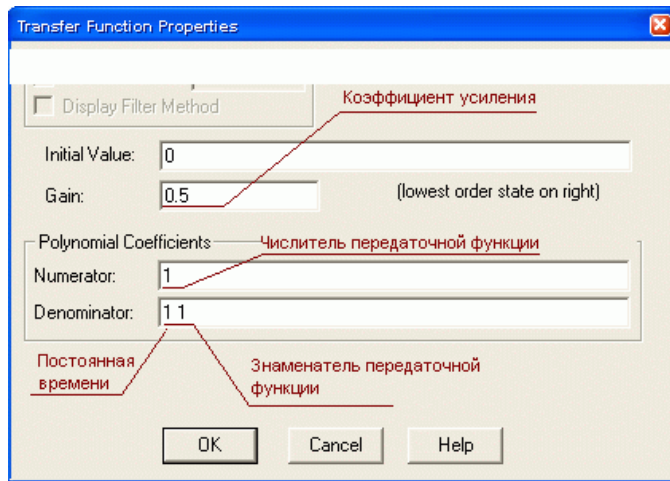 Transfer Function Properties
Display Filter Method
Коэффициент усиления
Initial Value: 0
Gain: 0.5 (lowest order state on right)
Polynomial Coefficients
Числитель передаточной функции
Numerator: 1
Denominator: 1 1
Постоянная
времени
Знаменатель передаточной
функции
OK Cancel Help